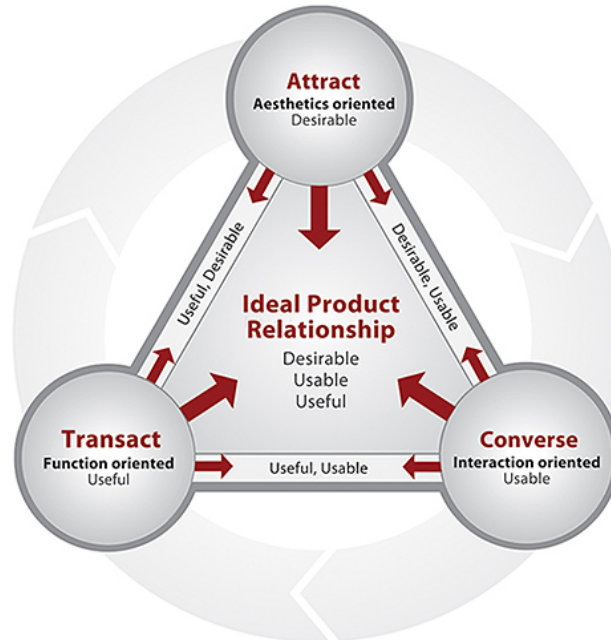 Attract
Aesthetics oriented
Desirable
Useful, Desirable
Desirable, Usable
Ideal Product
Relationship
Desirable
Usable
Useful
Transact
Function oriented
Useful
Useful, Usable
Converse
Interaction oriented
Usable